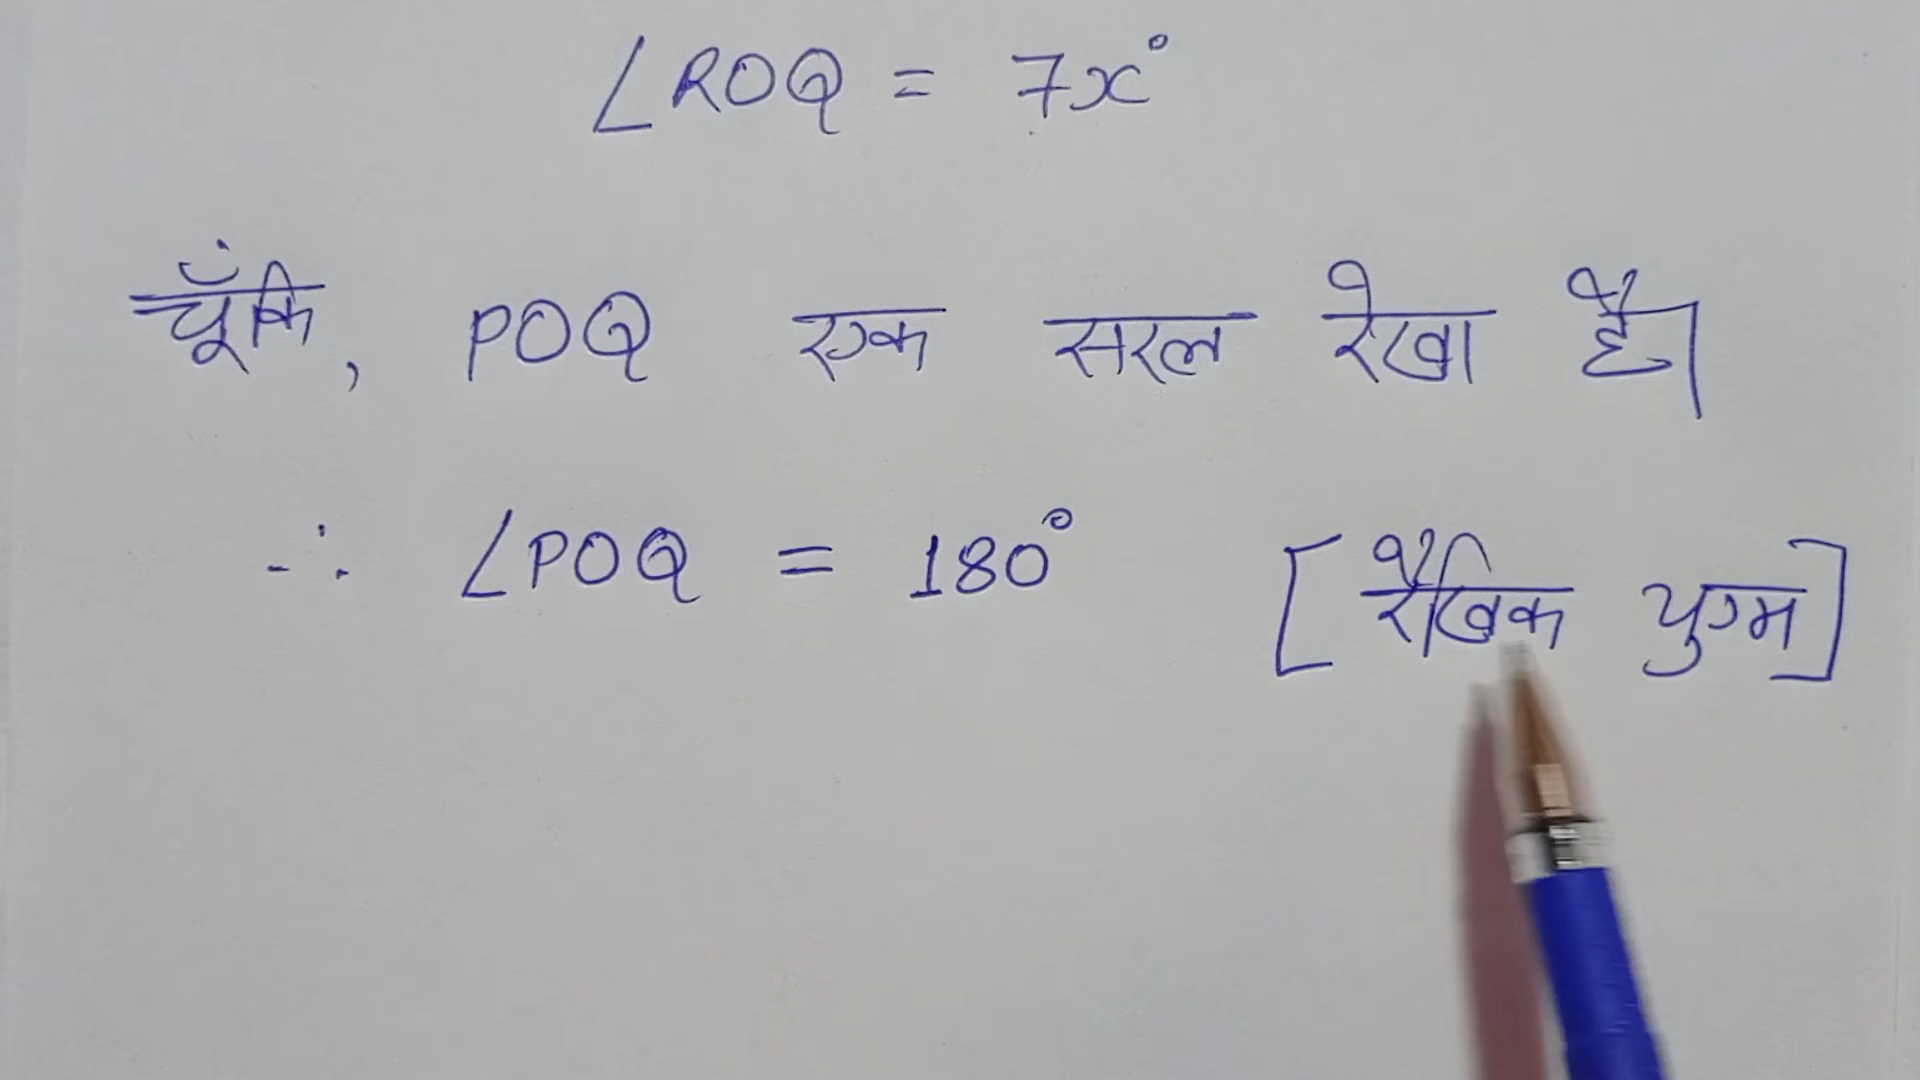 ∠ROQ = 7x°
चूँकि, POQ एक सरल रेखा है।
∴ ∠POQ = 180° [रैखिक युग्म]